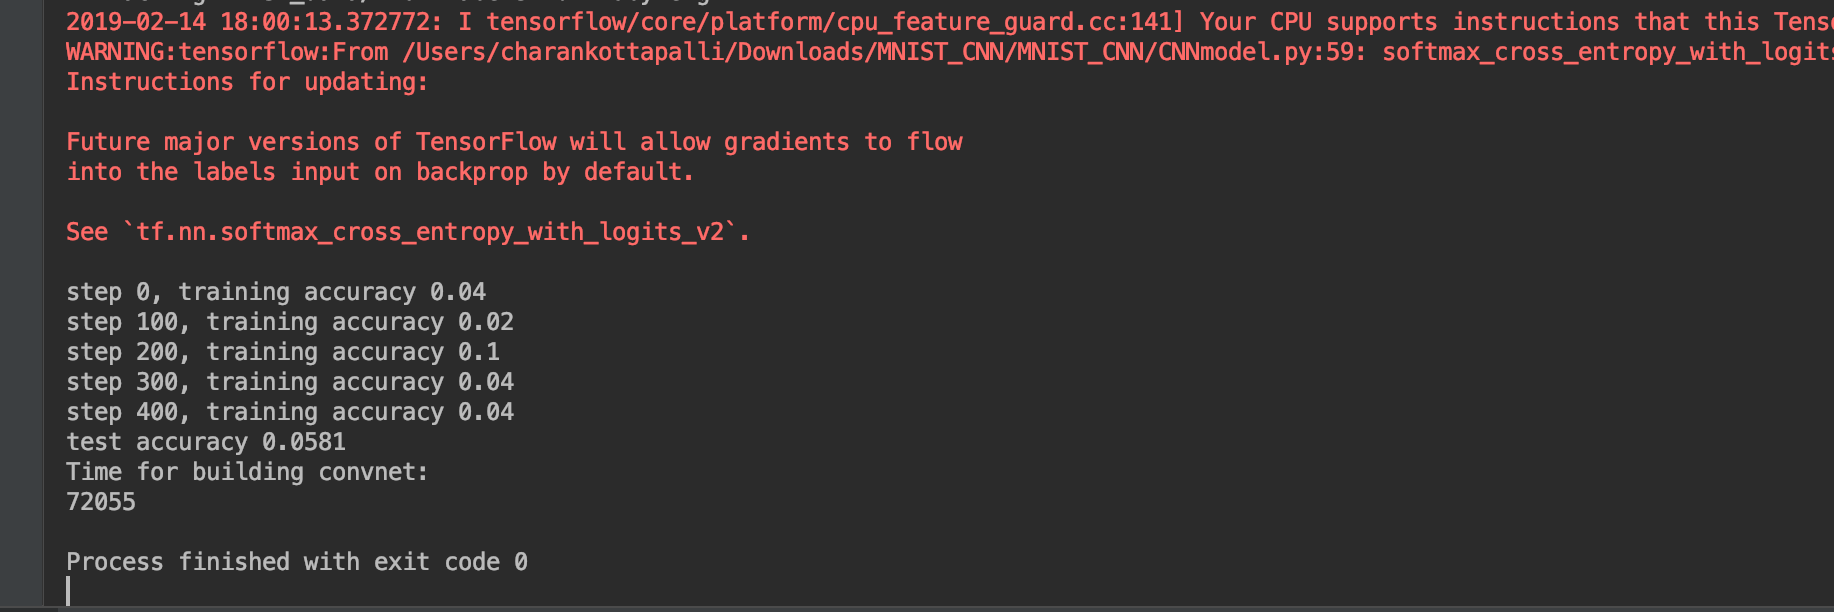 2019-02-14 18:00:13.372772: I tensorflow/core/platform/cpu_feature_guard.cc:141] Your CPU supports instructions that this
WARNING:tensorflow:From /Users/charankottapalli/Downloads/MNIST_CNN/MNIST_CNN/CNNmodel.py:59:
Instructions for updating:
Future major versions of TensorFlow will allow gradients to flow
into the labels input on backprop by default.
See `tf.nn.softmax_cross_entropy_with_logits_v2`.
step 0, training accuracy 0.04
step 100, training accuracy 0.02
step 200, training accuracy 0.1
step 300, training accuracy 0.04
step 400, training accuracy 0.04
test accuracy 0.0581
Time for building convnet:
72055
Process finished with exit code 0